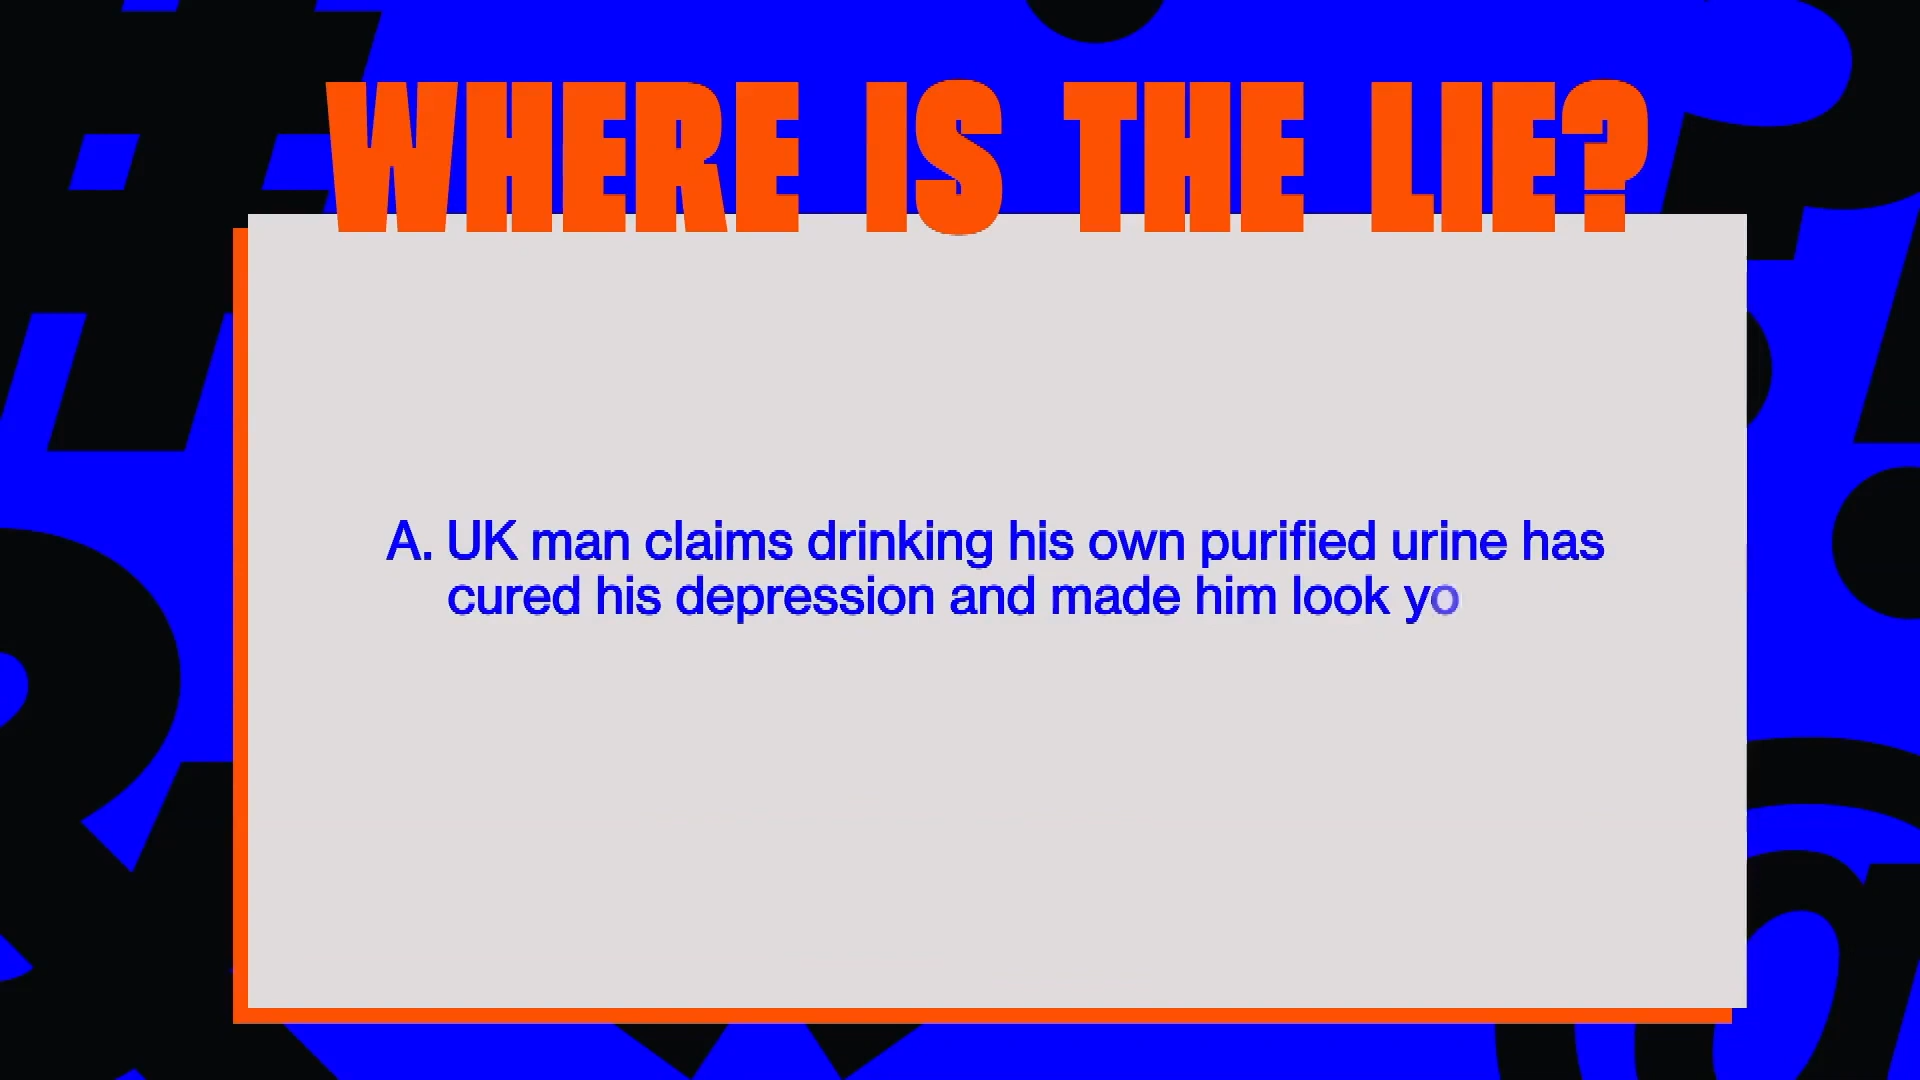 WHERE IS THE LIE?
A. UK man claims drinking his own purified urine has
cured his depression and made him look yo